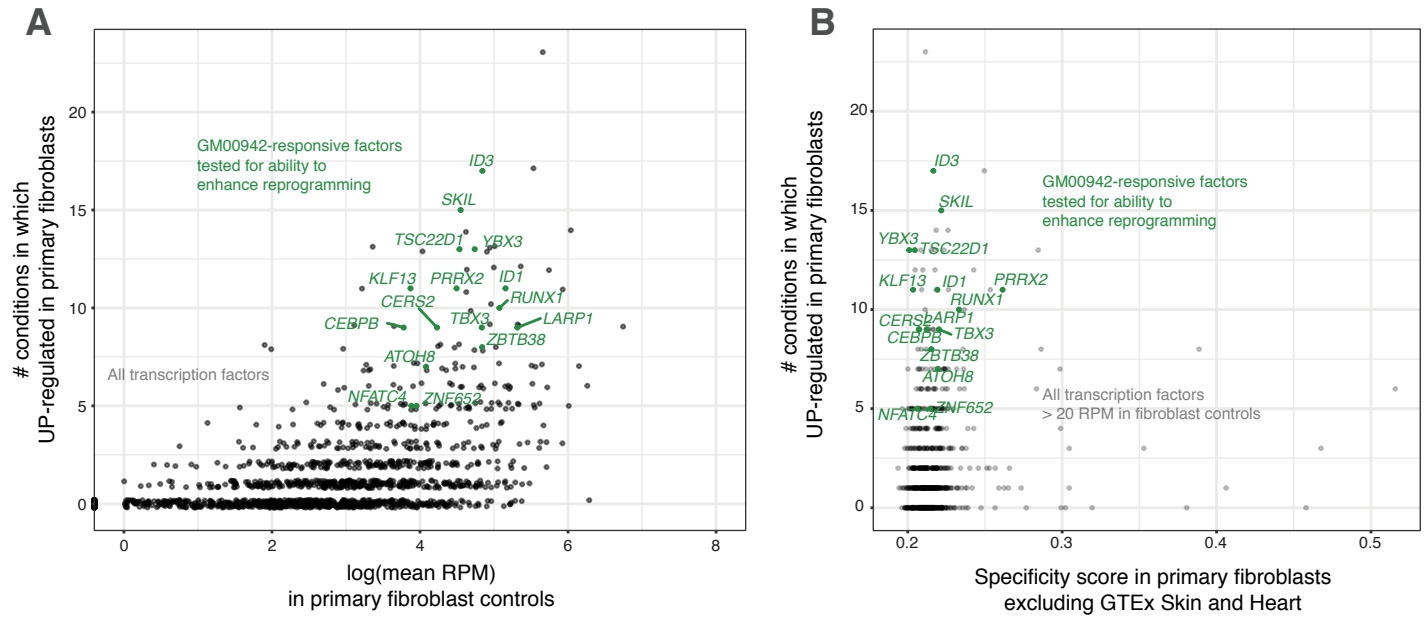 A
# conditions in which
UP-regulated in primary fibroblasts
20
15
10
5
0
GM00942-responsive factors
tested for ability to
enhance reprogramming
ID3
SKIL
TSC22D1
YBX3
KLF13
PRRX2
ID1
CERS2
RUNX1
CEBPB
TBX3
LARP1
ZBTB38
ATOH8
All transcription factors
NFATC4
ZNF652
0
2
4
6
8
log(mean RPM)
in primary fibroblast controls
B
# conditions in which
UP-regulated in primary fibroblasts
20
15
10
5
0
ID3
GM00942-responsive factors
tested for ability to
enhance reprogramming
SKIL
YBX3
TSC22D1
KLF13
ID1
PRRX2
RUNX1
CERS2
LARP1
CEBPB
TBX3
ZBTB38
ATOH8
All transcription factors
> 20 RPM in fibroblast controls
NFATC4
ZNF652
0.2
0.3
0.4
0.5
Specificity score in primary fibroblasts
excluding GTEx Skin and Heart